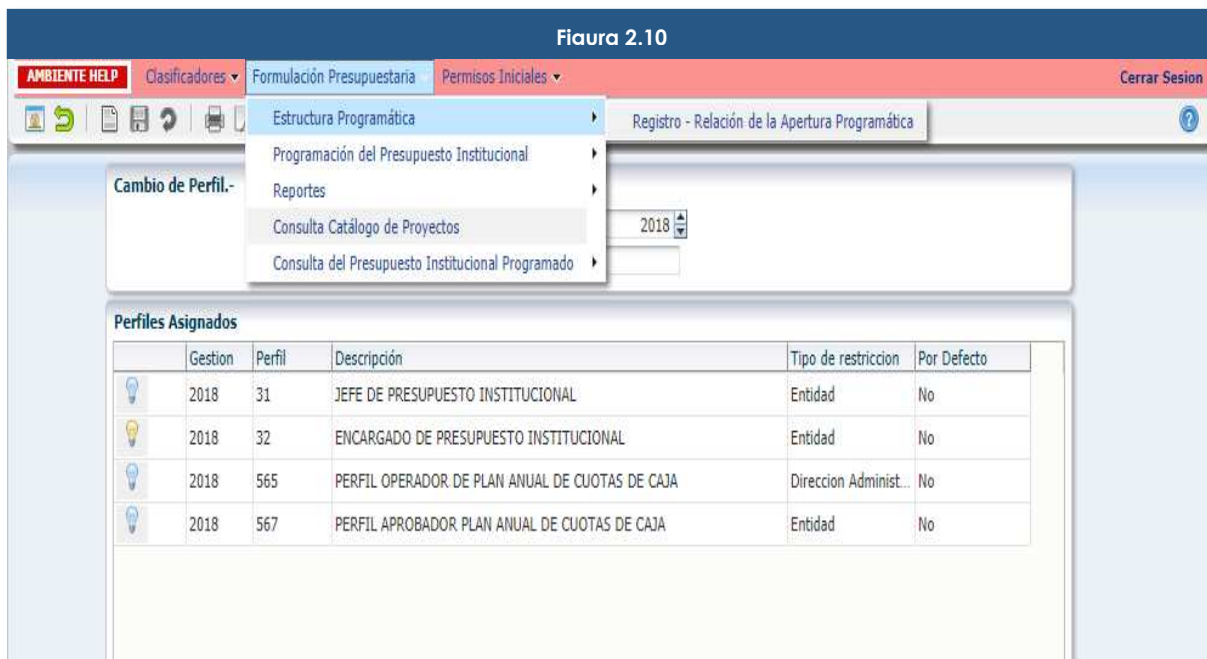 Figura 2.10
AMBIENTE HELP Clasificadores Formulación Presupuestaria Permisos Iniciales Cerrar Sesion
Estructura Programática Registro - Relación de la Apertura Programática
Programación del Presupuesto Institucional
Cambio de Perfil.- Reportes
Consulta Catálogo de Proyectos 2018
Consulta del Presupuesto Institucional Programado
Perfiles Asignados
Gestion Perfil Descripción Tipo de restriccion Por Defecto
2018 31 JEFE DE PRESUPUESTO INSTITUCIONAL Entidad No
2018 32 ENCARGADO DE PRESUPUESTO INSTITUCIONAL Entidad No
2018 565 PERFIL OPERADOR DE PLAN ANUAL DE CUOTAS DE CAJA Direccion Administ... No
2018 567 PERFIL APROBADOR PLAN ANUAL DE CUOTAS DE CAJA Entidad No